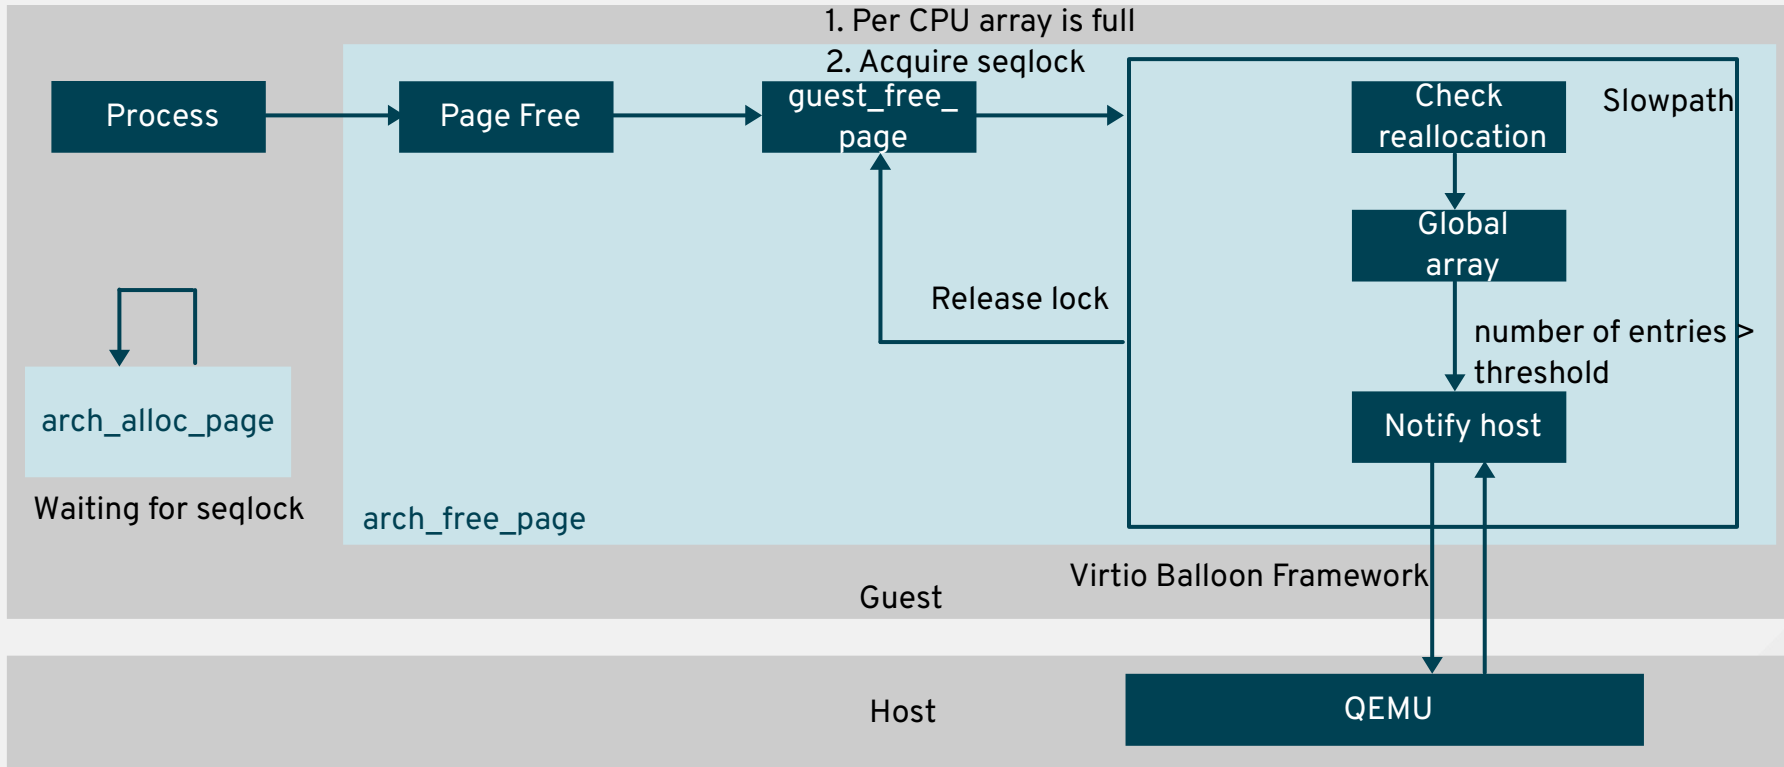 1. Per CPU array is full
2. Acquire seqlock
Process
Page Free
guest_free_
page
Check
reallocation
Slowpath
Global
array
Release lock
number of entries >
threshold
Notify host
arch_alloc_page
Waiting for seqlock
arch_free_page
Virtio Balloon Framework
Guest
Host
QEMU